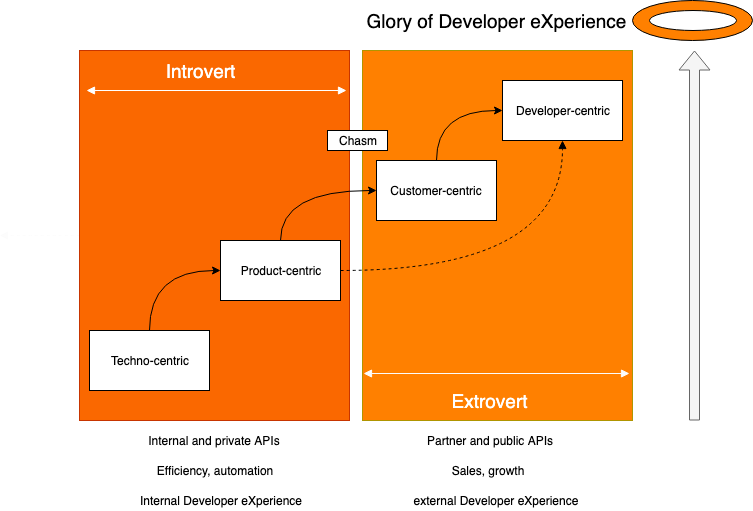 Glory of Developer eXperience
Introvert
Developer-centric
Chasm
Customer-centric
Product-centric
Techno-centric
Extrovert
Internal and private APIs
Partner and public APIs
Efficiency, automation
Sales, growth
Internal Developer eXperience
external Developer eXperience